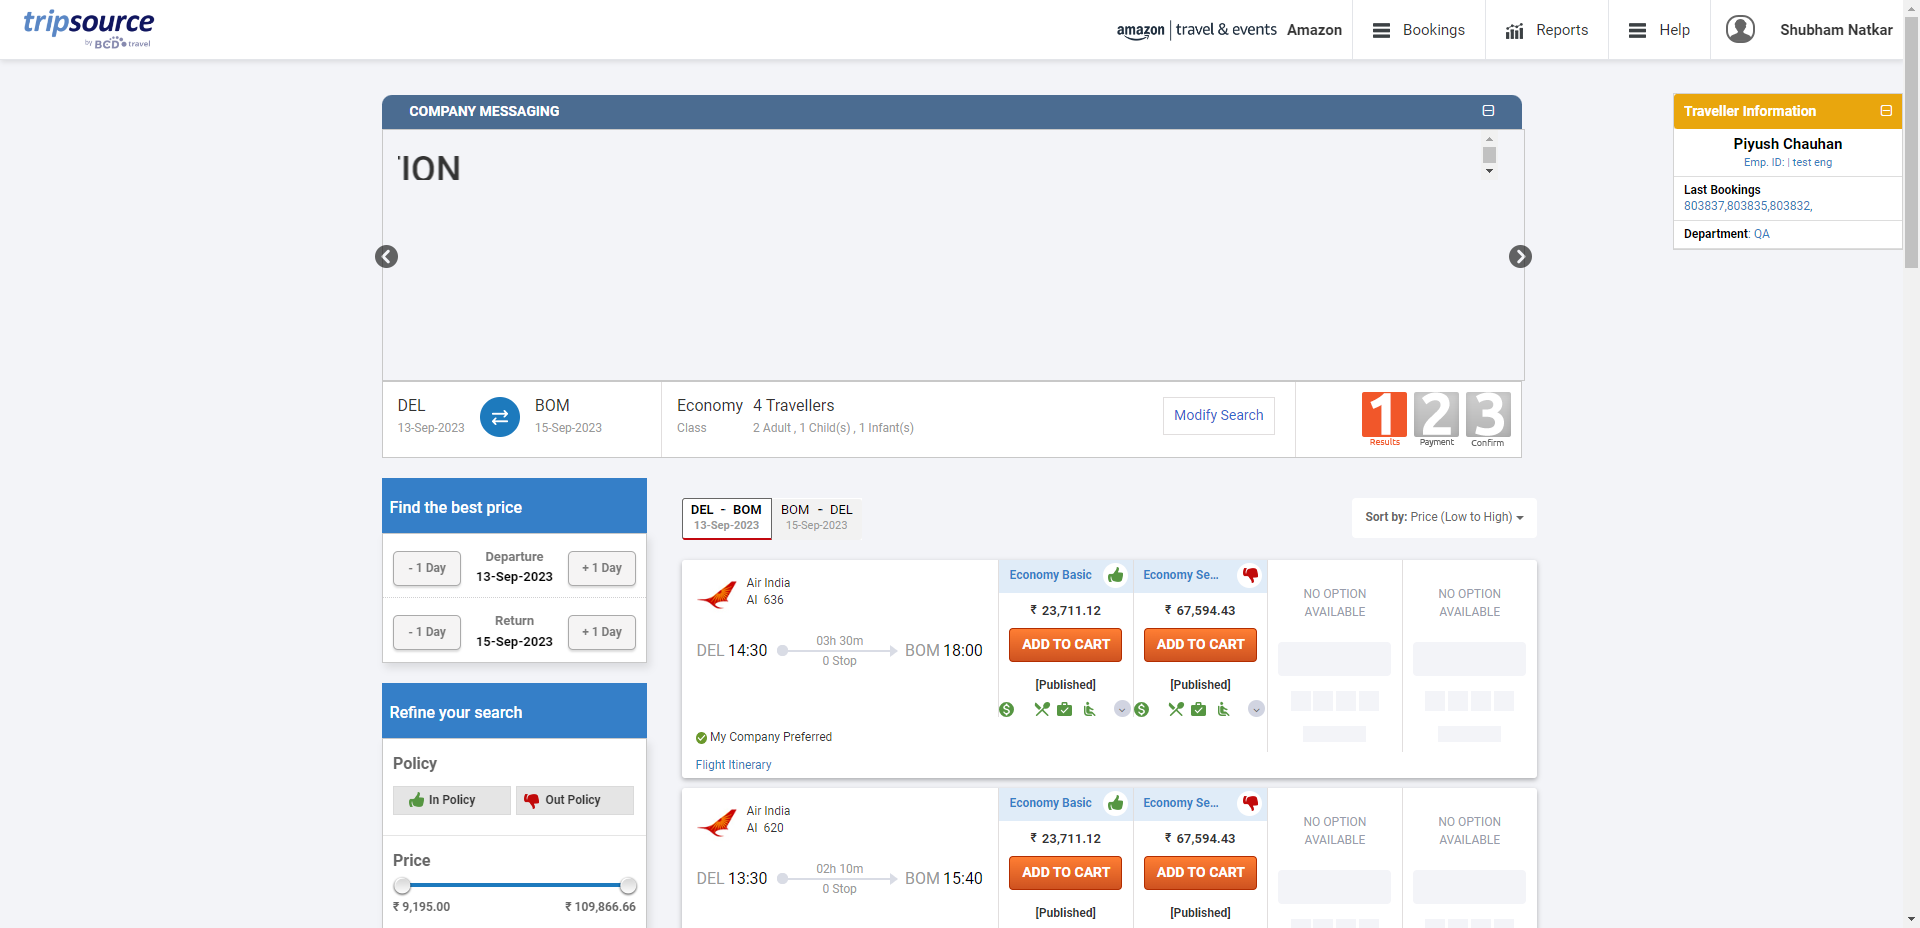 tripsource
by BCD travel
amazon | travel & events Amazon
Bookings
Reports
Help
Shubham Natkar
COMPANY MESSAGING
ION
Traveller Information
Piyush Chauhan
Emp. ID: | test eng
Last Bookings
803837,803835,803832,
Department: QA
DEL
13-Sep-2023
BOM
15-Sep-2023
Economy
Class
4 Travellers
2 Adult , 1 Child(s) , 1 Infant(s)
Modify Search
1
Results
2
Payment
3
Confirm
Find the best price
- 1 Day
Departure
13-Sep-2023
+ 1 Day
- 1 Day
Return
15-Sep-2023
+ 1 Day
Refine your search
Policy
In Policy
Out Policy
Price
₹ 9,195.00
₹ 109,866.66
DEL - BOM
13-Sep-2023
BOM - DEL
15-Sep-2023
Sort by: Price (Low to High)
Air India
AI 636
DEL 14:30
03h 30m
0 Stop
BOM 18:00
Economy Basic
₹ 23,711.12
ADD TO CART
[Published]
Economy Se...
₹ 67,594.43
ADD TO CART
[Published]
NO OPTION
AVAILABLE
NO OPTION
AVAILABLE
My Company Preferred
Flight Itinerary
Air India
AI 620
DEL 13:30
02h 10m
0 Stop
BOM 15:40
Economy Basic
₹ 23,711.12
ADD TO CART
[Published]
Economy Se...
₹ 67,594.43
ADD TO CART
[Published]
NO OPTION
AVAILABLE
NO OPTION
AVAILABLE